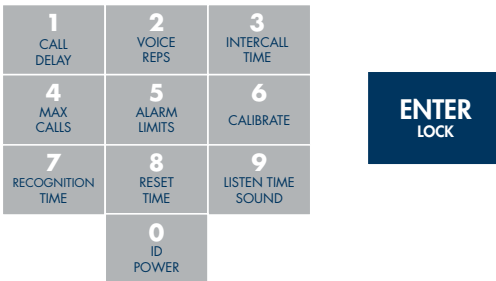 1
CALL
DELAY
2
VOICE
REPS
3
INTERCALL
TIME
4
MAX
CALLS
5
ALARM
LIMITS
6
CALIBRATE
7
RECOGNITION
TIME
8
RESET
TIME
9
LISTEN TIME
SOUND
0
ID
POWER
ENTER
LOCK